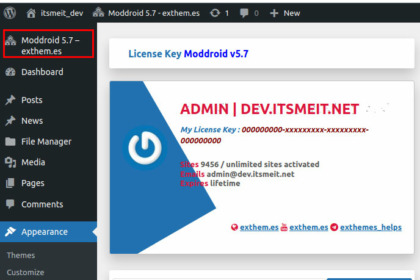 itsmeit_dev
Moddroid 5.7 - exthem.es
1
0
+ New
Moddroid 5.7 –
exthem.es
Dashboard
Posts
News
File Manager
Media
Pages
Comments
Appearance
Themes
Customize
License Key Moddroid v5.7
ADMIN | DEV.ITSMEIT.NET
My License Key : 000000000-xxxxxxxxx-xxxxxxxxx-
000000000
Sites 9456 / unlimited sites activated
Emails admin@dev.itsmeit.net
Expires lifetime
exthem.es exthem.es exthemes_helps